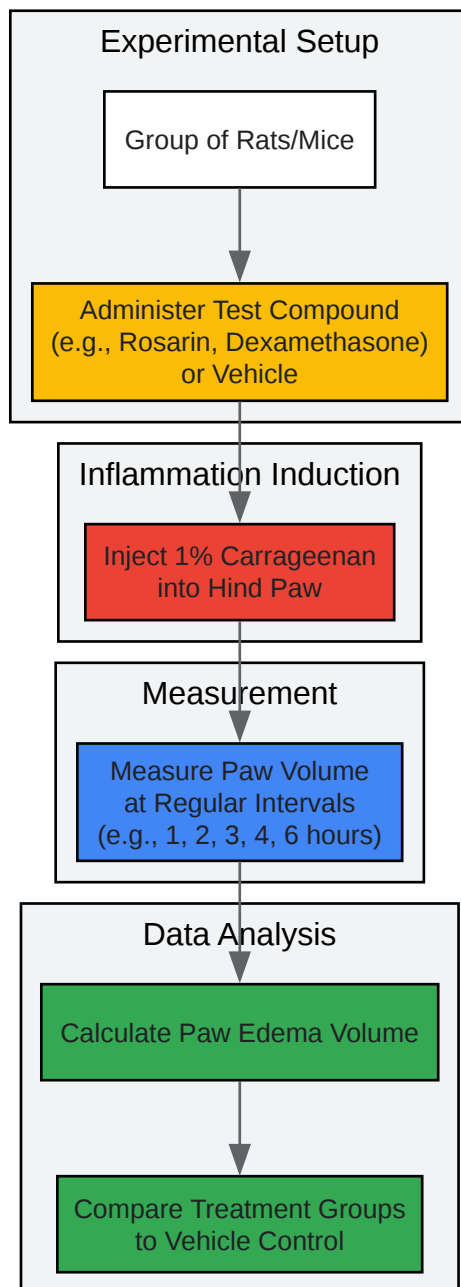 Experimental Setup
Group of Rats/Mice
Administer Test Compound
(e.g., Rosarin, Dexamethasone)
or Vehicle
Inflammation Induction
Inject 1% Carrageenan
into Hind Paw
Measurement
Measure Paw Volume
at Regular Intervals
(e.g., 1, 2, 3, 4, 6 hours)
Data Analysis
Calculate Paw Edema Volume
Compare Treatment Groups
to Vehicle Control